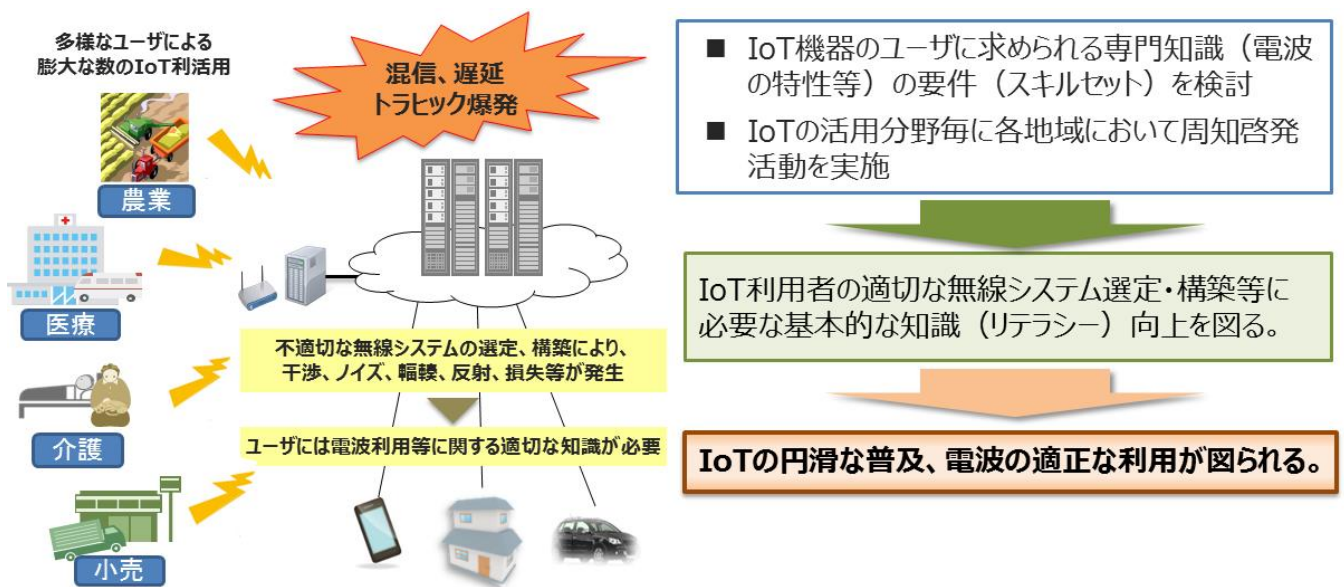 多様なユーザによる
膨大な数のIoT利活用
混信、遅延
トラヒック爆発
農業
医療
介護
小売
不適切な無線システムの選定、構築により、
干渉、ノイズ、輻輳、反射、損失等が発生
ユーザには電波利用等に関する適切な知識が必要
■ IoT機器のユーザに求められる専門知識（電波
の特性等）の要件（スキルセット）を検討
■ IoTの活用分野毎に各地域において周知啓発
活動を実施
IoT利用者の適切な無線システム選定・構築等に
必要な基本的な知識（リテラシー）向上を図る。
IoTの円滑な普及、電波の適正な利用が図られる。